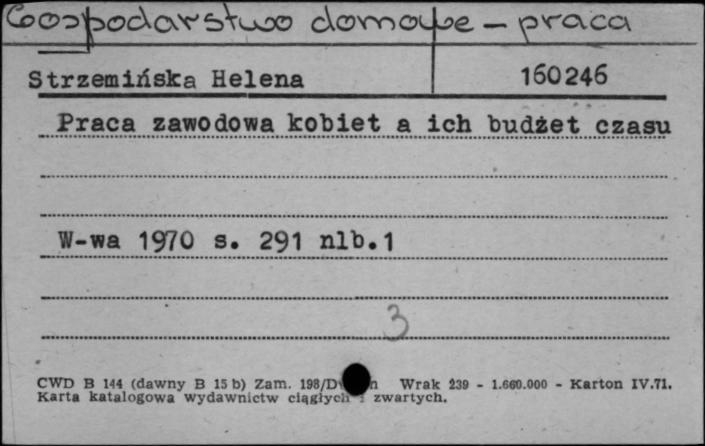 Gospodarstwo domowe – praca
Strzemińska Helena 160246
Praca zawodowa kobiet a ich budżet czasu
W-wa 1970 s. 291 nlb.1
3
CWD B 144 (dawny B 15 b) Zam. 198/D Wrak 239 - 1.660.000 - Karton IV.71.
Karta katalogowa wydawnictw ciągłych i zwartych.